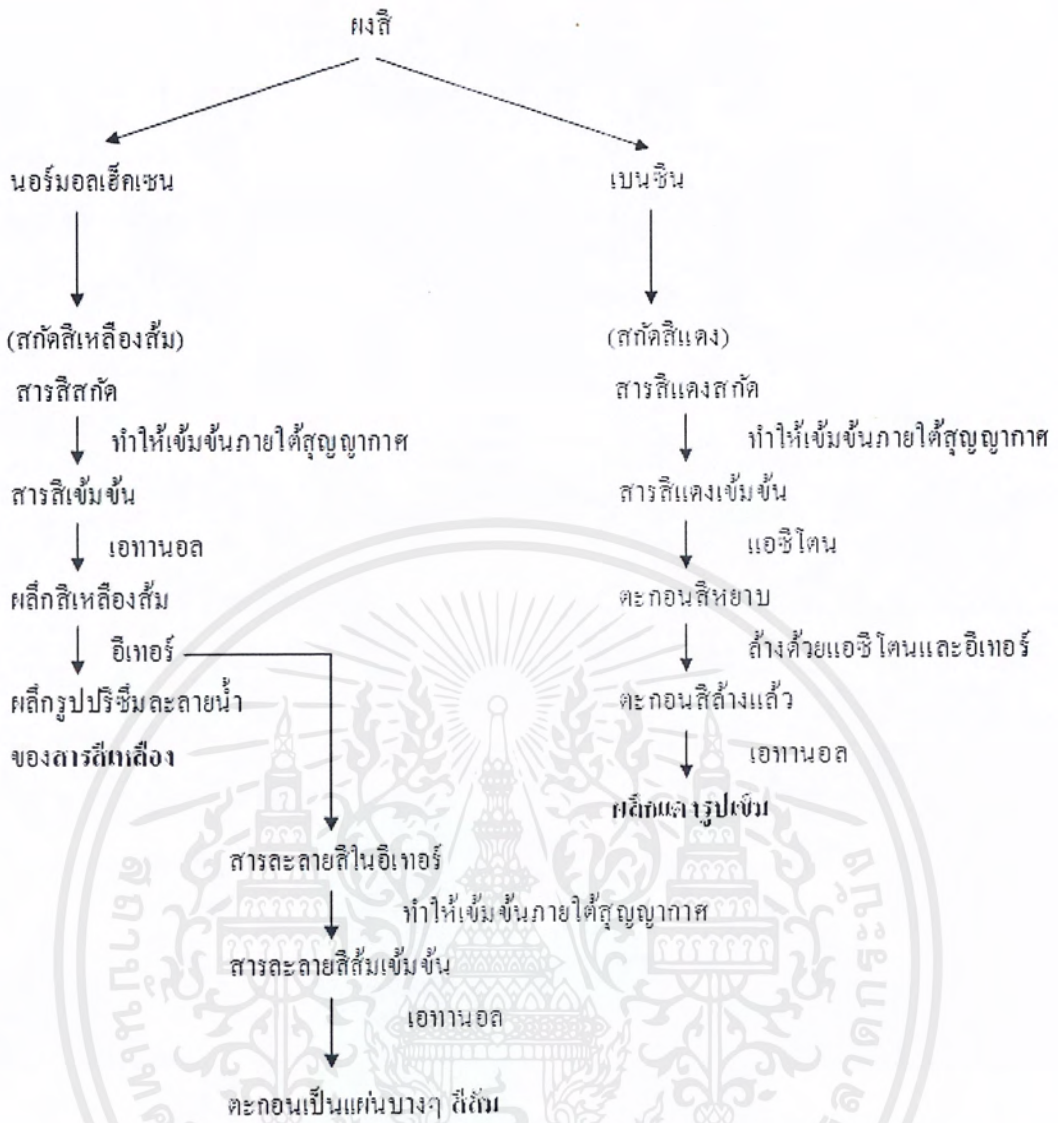 ผงสี
นอร์มอลเฮ็คเซน
เบนซิน
(สกัดสีเหลืองส้ม)
สารสีสกัด
ทำให้เข้มข้นภายใต้สุญญากาศ
สารสีเข้มข้น
เอทานอล
ผลึกสีเหลืองส้ม
อีเทอร์
ผลึกรูปปริซึมละลายน้ำ
ของสารสีเหลือง
สารละลายสีในอีเทอร์
ทำให้เข้มข้นภายใต้สุญญากาศ
สารละลายสีส้มเข้มข้น
เอทานอล
ตะกอนเป็นแผ่นบางๆ สีส้ม
(สกัดสีแดง)
สารสีแดงสกัด
ทำให้เข้มข้นภายใต้สุญญากาศ
สารสีแดงเข้มข้น
แอซิโตน
ตะกอนสีหยาบ
ล้างด้วยแอซิโตนและอีเทอร์
ตะกอนสีล้างแล้ว
เอทานอล
ผลึกแดงรูปเข็ม